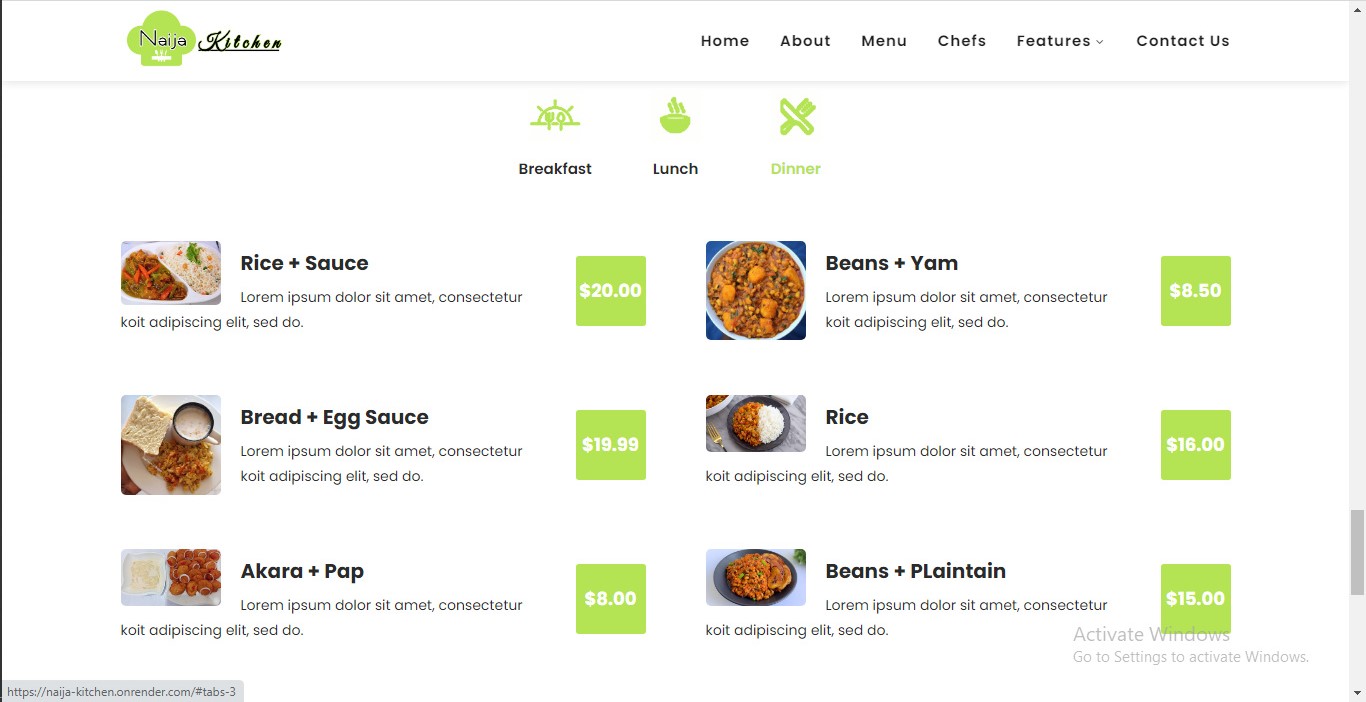 Naija Kitchen
Home About Menu Chefs Features Contact Us
Breakfast Lunch Dinner
Rice + Sauce
Lorem ipsum dolor sit amet, consectetur
koit adipiscing elit, sed do.
$20.00
Beans + Yam
Lorem ipsum dolor sit amet, consectetur
koit adipiscing elit, sed do.
$8.50
Bread + Egg Sauce
Lorem ipsum dolor sit amet, consectetur
koit adipiscing elit, sed do.
$19.99
Rice
Lorem ipsum dolor sit amet, consectetur
koit adipiscing elit, sed do.
$16.00
Akara + Pap
Lorem ipsum dolor sit amet, consectetur
koit adipiscing elit, sed do.
$8.00
Beans + PLaintain
Lorem ipsum dolor sit amet, consectetur
koit adipiscing elit, sed do.
$15.00
Activate Windows
Go to Settings to activate Windows.
https://naija-kitchen.onrender.com/#tabs-3